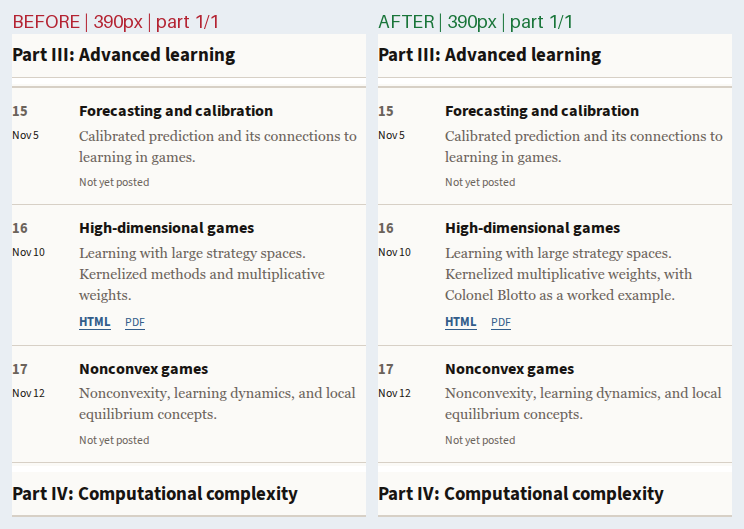 BEFORE | 390px | part 1/1
Part III: Advanced learning
15
Forecasting and calibration
Nov 5
Calibrated prediction and its connections to
learning in games.
Not yet posted
16
High-dimensional games
Nov 10
Learning with large strategy spaces.
Kernelized methods and multiplicative
weights.
HTML PDF
17
Nonconvex games
Nov 12
Nonconvexity, learning dynamics, and local
equilibrium concepts.
Not yet posted
Part IV: Computational complexity
AFTER | 390px | part 1/1
Part III: Advanced learning
15
Forecasting and calibration
Nov 5
Calibrated prediction and its connections to
learning in games.
Not yet posted
16
High-dimensional games
Nov 10
Learning with large strategy spaces.
Kernelized multiplicative weights, with
Colonel Blotto as a worked example.
HTML PDF
17
Nonconvex games
Nov 12
Nonconvexity, learning dynamics, and local
equilibrium concepts.
Not yet posted
Part IV: Computational complexity